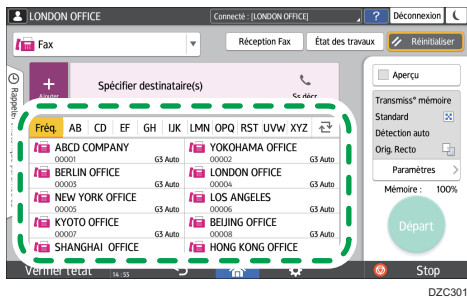 LONDON OFFICE
Connecté : [LONDON OFFICE]
?
Déconnexion
Fax
Réception Fax
État des travaux
Réinitialiser
Rappeler
Ajouter
Spécifier destinataire(s)
Ss décr.
Aperçu
Transmiss° mémoire
Standard
Détection auto
Orig. Recto
Paramètres
Mémoire : 100%
Départ
Fréq. AB CD EF GH IJK LMN OPQ RST UVW XYZ
ABCD COMPANY
00001 G3 Auto
YOKOHAMA OFFICE
00002 G3 Auto
BERLIN OFFICE
00003 G3 Auto
LONDON OFFICE
00004 G3 Auto
NEW YORK OFFICE
00005 G3 Auto
LOS ANGELES
00006 G3 Auto
KYOTO OFFICE
00007 G3 Auto
BEIJING OFFICE
00008 G3 Auto
SHANGHAI OFFICE
HONG KONG OFFICE
Vérifier l'état
14 : 53
Stop
DZC301